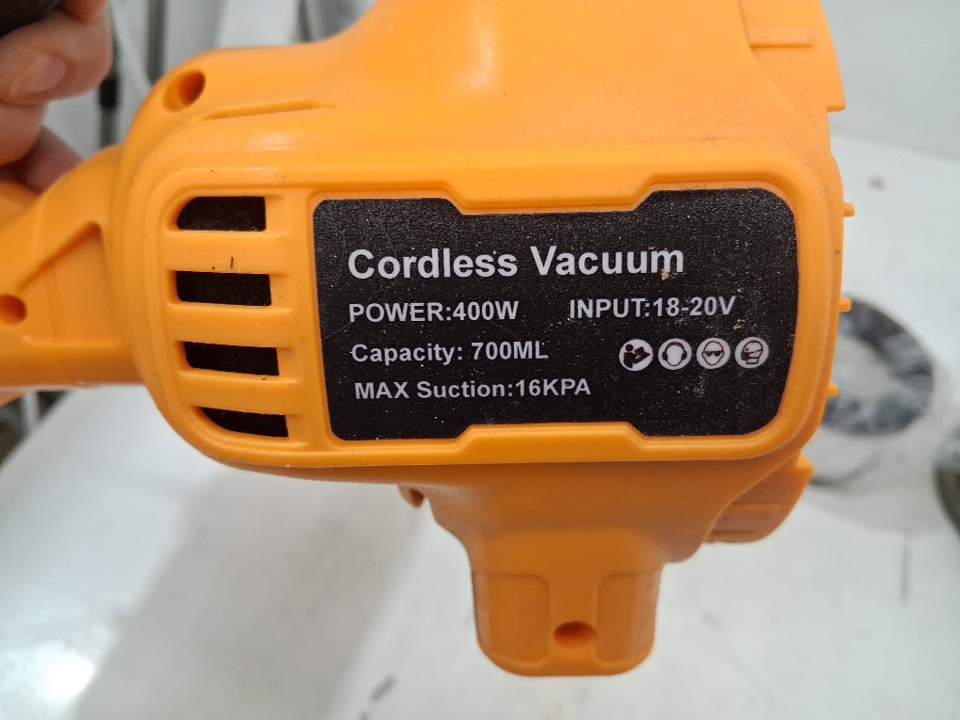 Cordless Vacuum
POWER:400W INPUT:18-20V
Capacity: 700ML
MAX Suction:16KPA